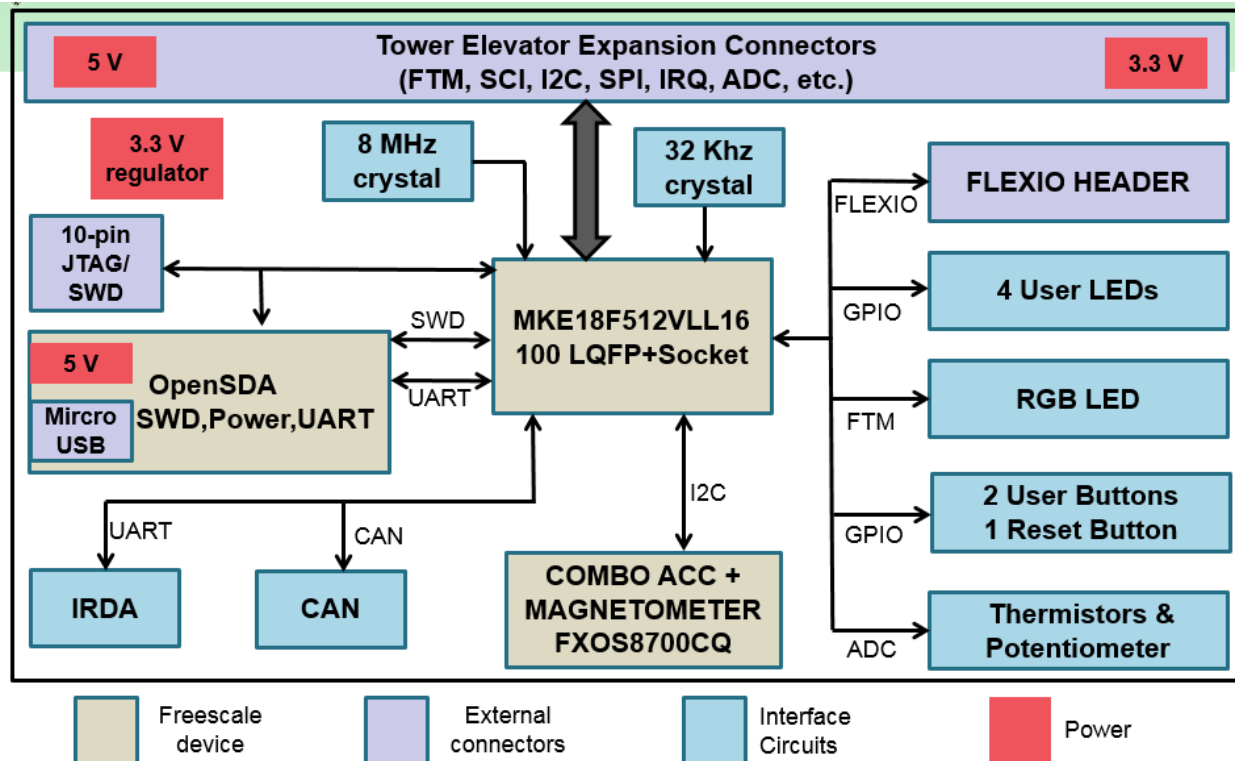 Tower Elevator Expansion Connectors
(FTM, SCI, I2C, SPI, IRQ, ADC, etc.)
5 V
3.3 V
3.3 V
regulator
8 MHz
crystal
32 Khz
crystal
FLEXIO
FLEXIO HEADER
10-pin
JTAG/
SWD
MKE18F512VLL16
100 LQFP+Socket
GPIO
4 User LEDs
SWD
UART
5 V
OpenSDA
SWD,Power,UART
Mircro
USB
FTM
RGB LED
UART
CAN
I2C
GPIO
2 User Buttons
1 Reset Button
IRDA
CAN
COMBO ACC +
MAGNETOMETER
FXOS8700CQ
ADC
Thermistors &
Potentiometer
Freescale
device
External
connectors
Interface
Circuits
Power